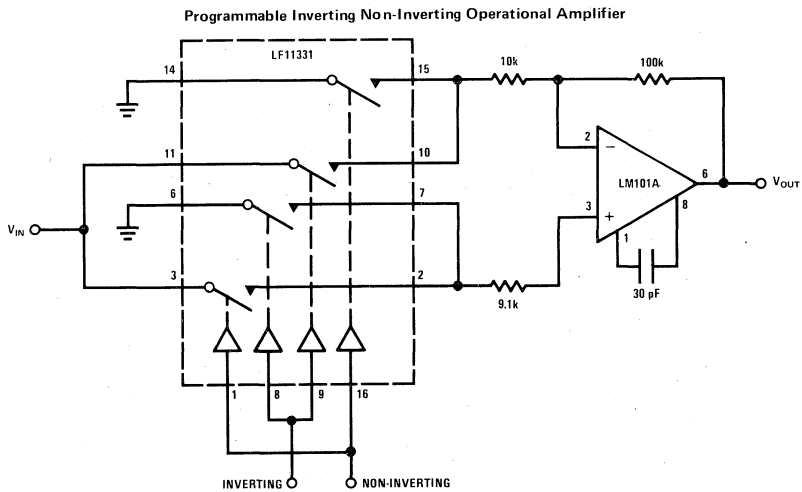 Programmable Inverting Non-Inverting Operational Amplifier
LF11331
14
15
10k
100k
11
10
2
−
6
7
LM101A
6
VOUT
3
+
8
VIN
1
3
2
9.1k
30 pF
1
8
9
16
INVERTING
NON-INVERTING